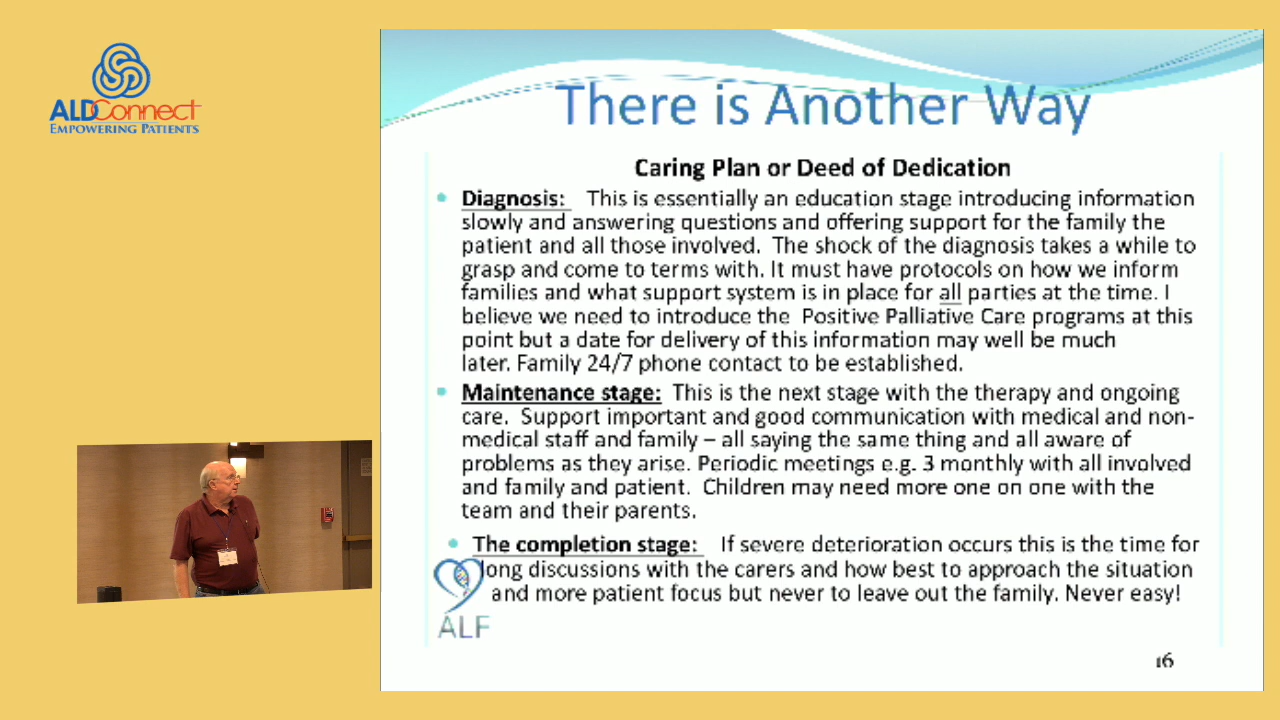 ALDConnect
EMPOWERING PATIENTS
There is Another Way
Caring Plan or Deed of Dedication
• Diagnosis: This is essentially an education stage introducing information
slowly and answering questions and offering support for the family the
patient and all those involved. The shock of the diagnosis takes a while to
grasp and come to terms with. It must have protocols on how we inform
families and what support system is in place for all parties at the time. I
believe we need to introduce the Positive Palliative Care programs at this
point but a date for delivery of this information may well be much
later. Family 24/7 phone contact to be established.
• Maintenance stage: This is the next stage with the therapy and ongoing
care. Support important and good communication with medical and non-
medical staff and family – all saying the same thing and all aware of
problems as they arise. Periodic meetings e.g. 3 monthly with all involved
and family and patient. Children may need more one on one with the
team and their parents.
• The completion stage: If severe deterioration occurs this is the time for
long discussions with the carers and how best to approach the situation
and more patient focus but never to leave out the family. Never easy!
ALF
16